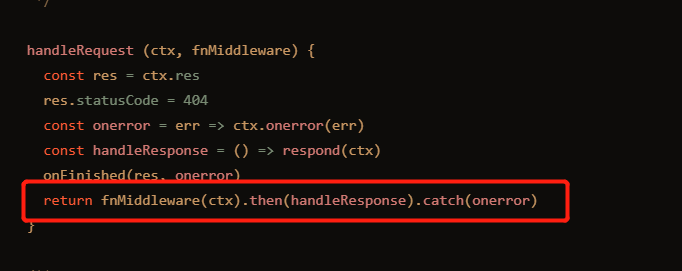 */
handleRequest (ctx, fnMiddleware) {
const res = ctx.res
res.statusCode = 404
const onerror = err => ctx.onerror(err)
const handleResponse = () => respond(ctx)
onFinished(res, onerror)
return fnMiddleware(ctx).then(handleResponse).catch(onerror)
}